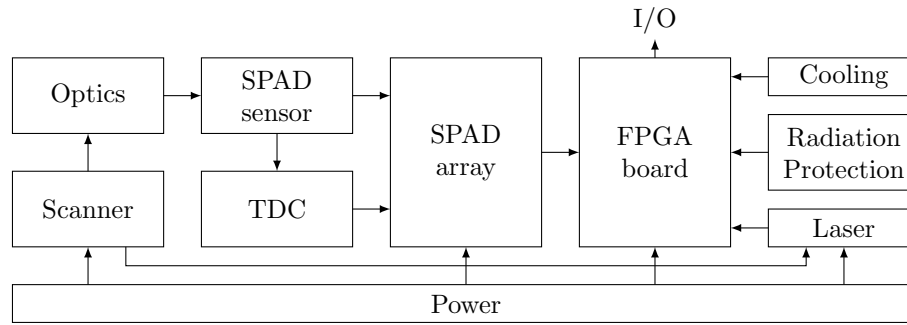 I/O
Optics
SPAD
sensor
SPAD
array
FPGA
board
Cooling
Radiation
Protection
Scanner
TDC
Laser
Power